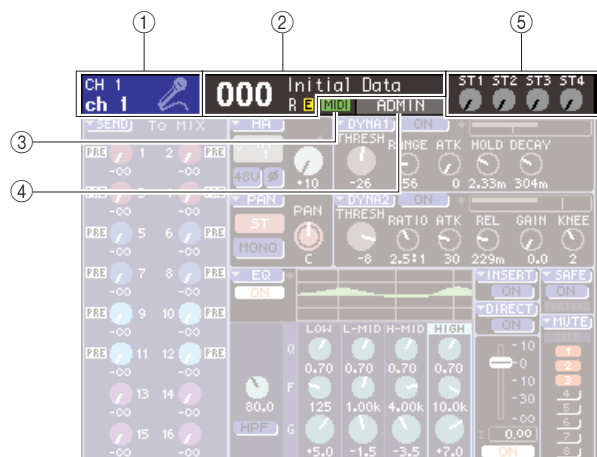 ① ② ⑤
CH 1
ch 1
000 Initial Data
R E MIDI ADMIN
ST1 ST2 ST3 ST4
③
④
SEND TO MIX
PRE 1 2 PRE
-∞ -∞
-∞ -∞
PRE 5 6 PRE
-∞ -∞
PRE 7 8 PRE
-∞ -∞
PRE 9 10 PRE
-∞ -∞
PRE 11 12 PRE
-∞ -∞
13 14
-∞ -∞
15 16
-∞ -∞
HA
48V Ø
+10
DYNA1 ON
THRESH RANGE ATK HOLD DECAY
-26 -56 0 2.33m 304m
PAN
ST
MONO
PAN
C
DYNA2 ON
THRESH RATIO ATK REL GAIN KNEE
-8 2.5:1 30 229m 0.0 2
EQ
ON
LOW L-MID H-MID HIGH
Q
0.70 0.70 0.70 0.70
F
80.0 125 1.00k 4.00k 10.0k
HPF G
+5.0 -1.5 -3.5 +7.0
INSERT
ON
DIRECT
ON
-10
-0
-10
-30
-∞
0.00
ON
SAFE
ON
MUTE
1
2
3
4
5
6
7
8